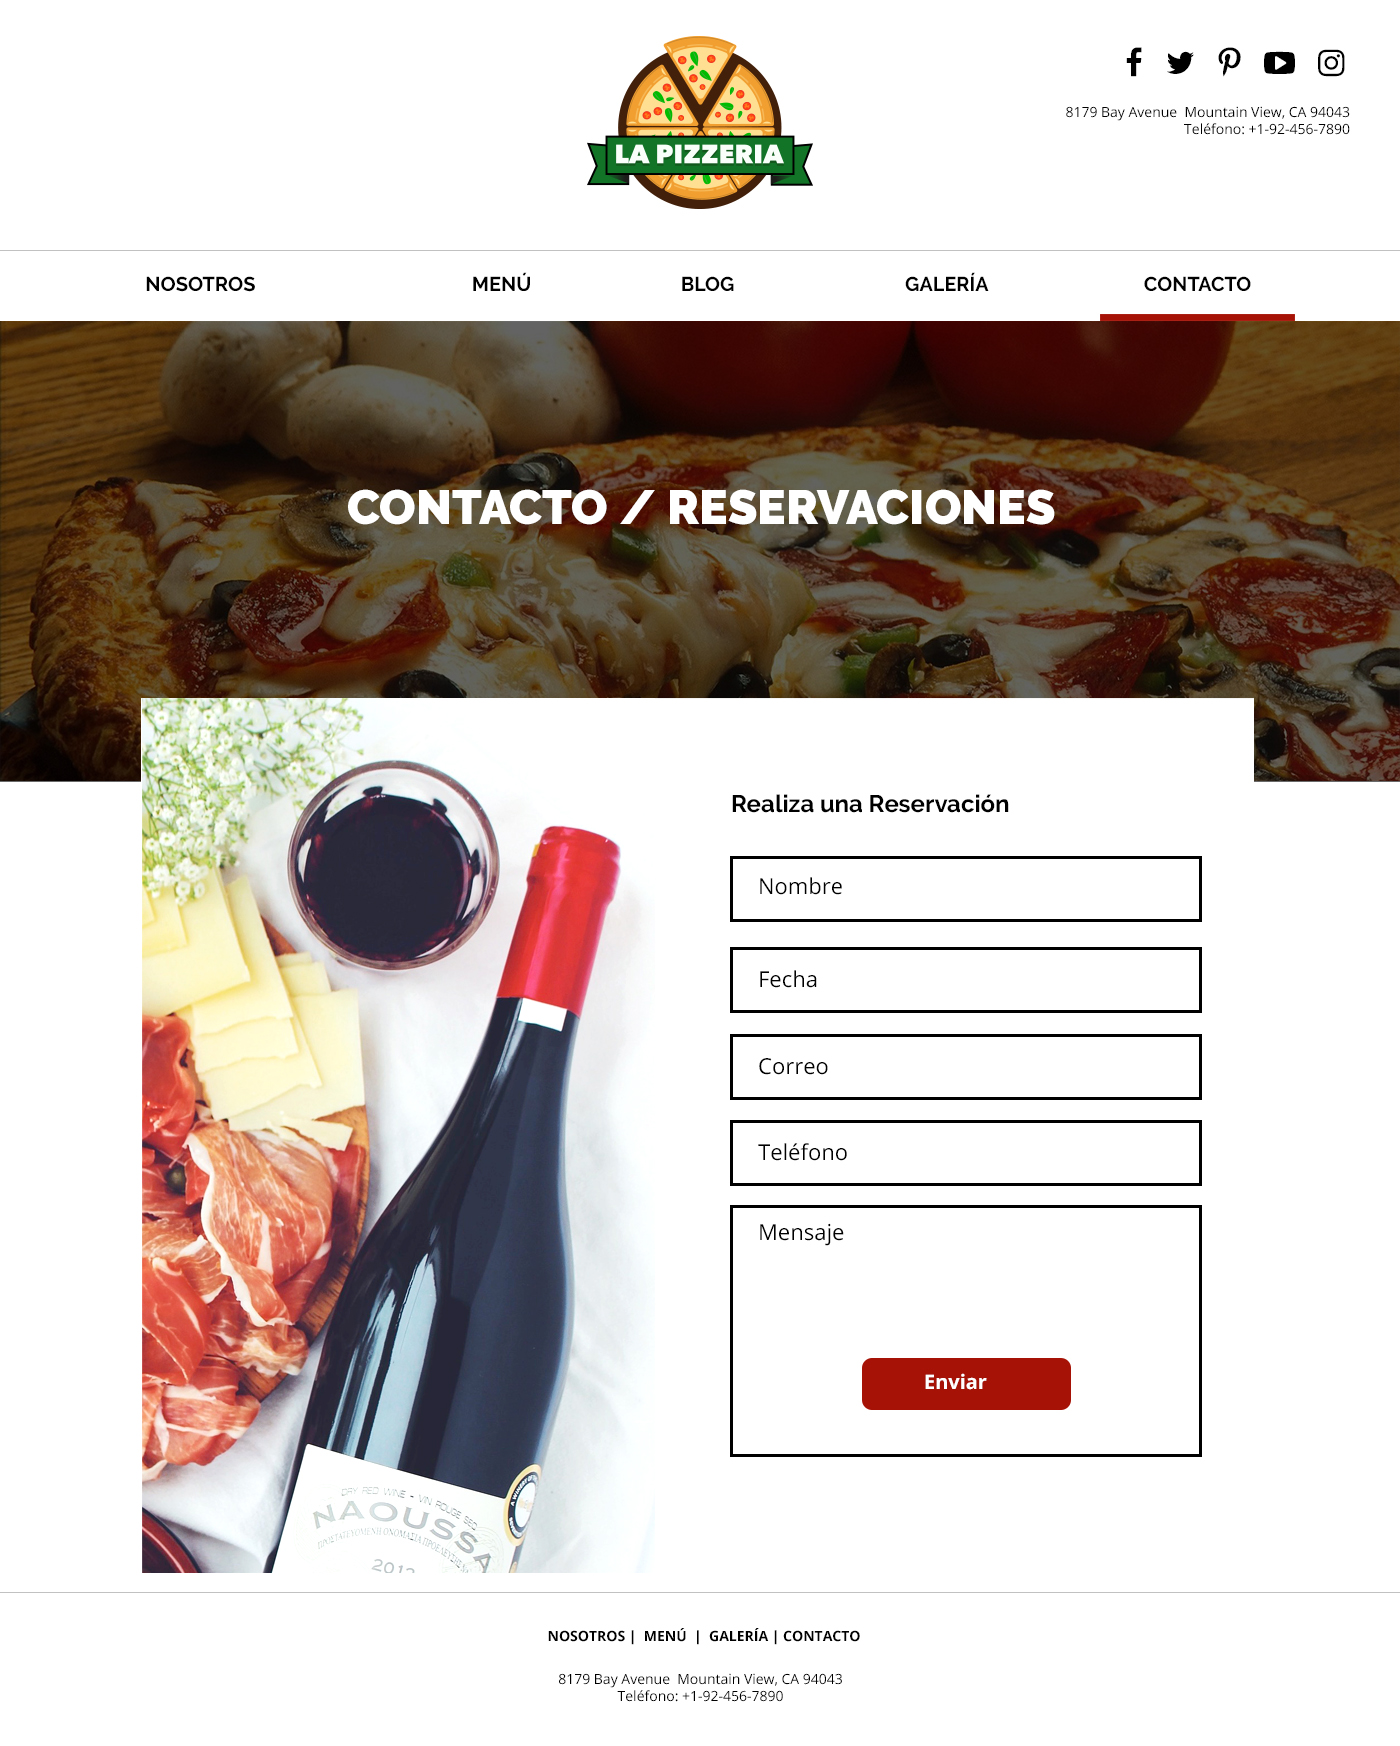 LA PIZZERIA
8179 Bay Avenue  Mountain View, CA 94043
Teléfono: +1-92-456-7890
NOSOTROS
MENÚ
BLOG
GALERÍA
CONTACTO
CONTACTO / RESERVACIONES
Realiza una Reservación
Nombre
Fecha
Correo
Teléfono
Mensaje
Enviar
DRY RED WINE - VIN ROUGE SEC
NAOUSSA
2012
NOSOTROS |  MENÚ  |  GALERÍA | CONTACTO
8179 Bay Avenue  Mountain View, CA 94043
Teléfono: +1-92-456-7890